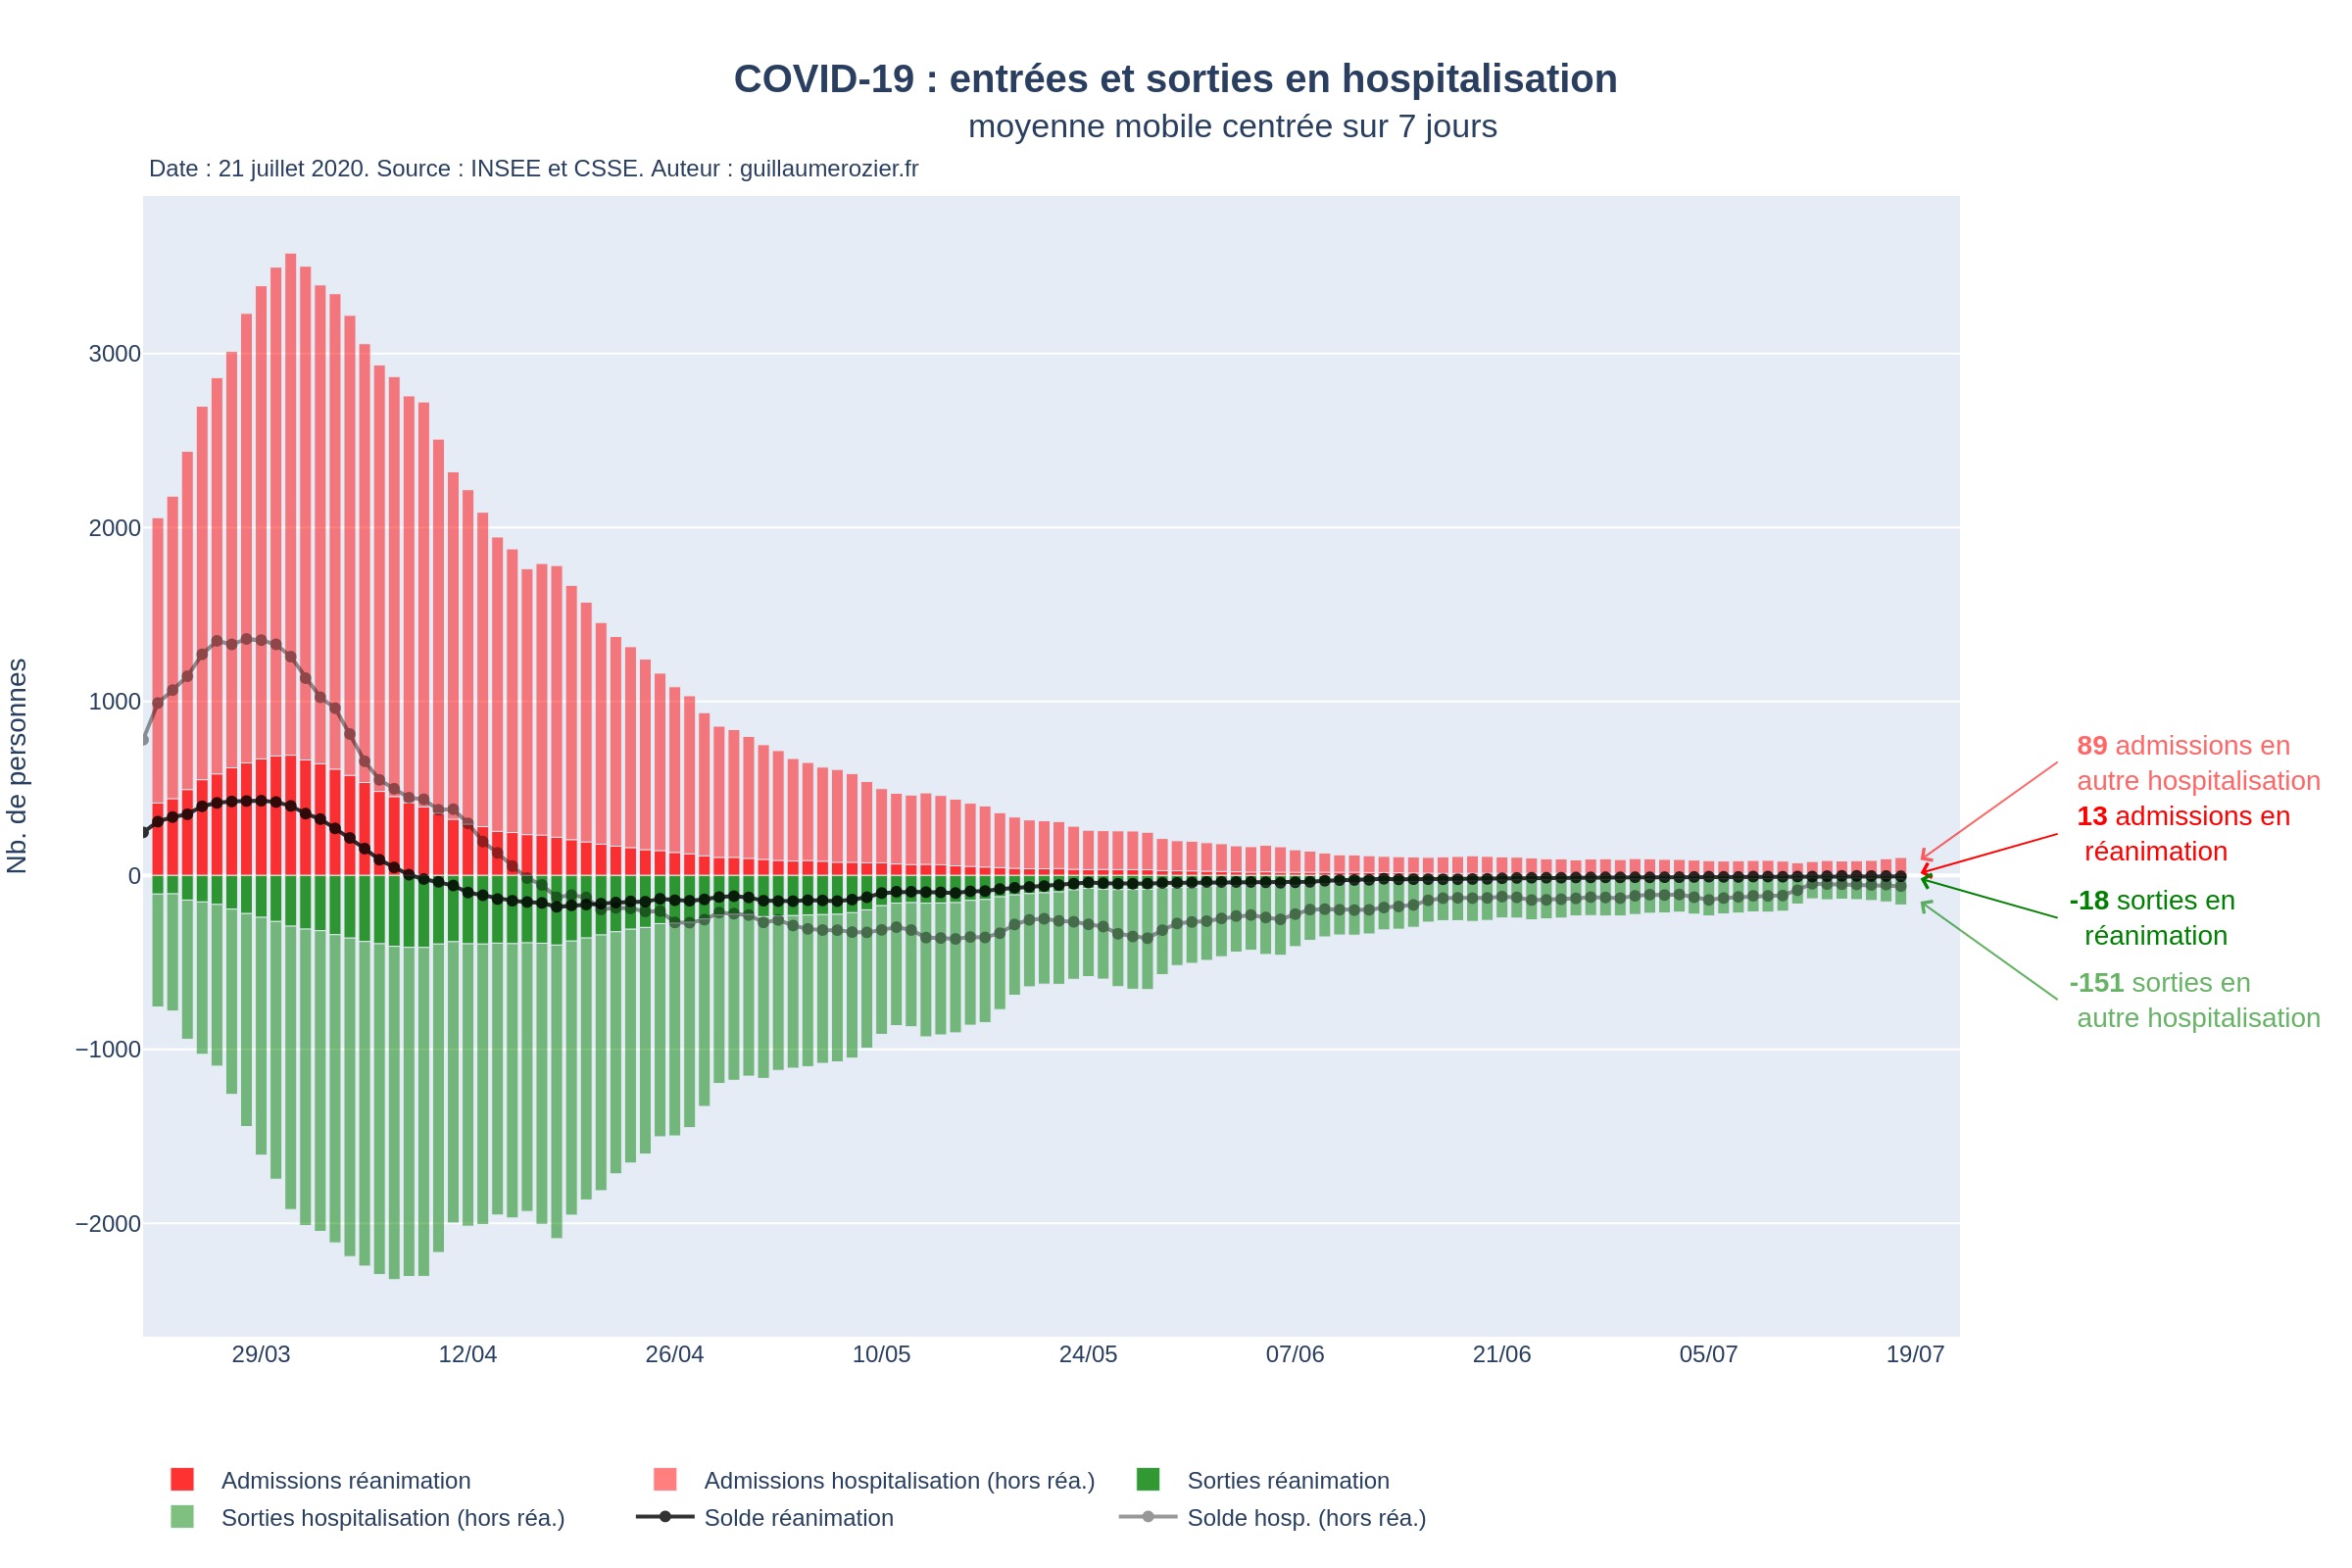 COVID-19 : entrées et sorties en hospitalisation
moyenne mobile centrée sur 7 jours
Date : 21 juillet 2020. Source : INSEE et CSSE. Auteur : guillaumerozier.fr
Nb. de personnes
3000
2000
1000
0
−1000
−2000
29/03
12/04
26/04
10/05
24/05
07/06
21/06
05/07
19/07
89 admissions en
autre hospitalisation
13 admissions en
réanimation
-18 sorties en
réanimation
-151 sorties en
autre hospitalisation
Admissions réanimation
Admissions hospitalisation (hors réa.)
Sorties réanimation
Sorties hospitalisation (hors réa.)
Solde réanimation
Solde hosp. (hors réa.)